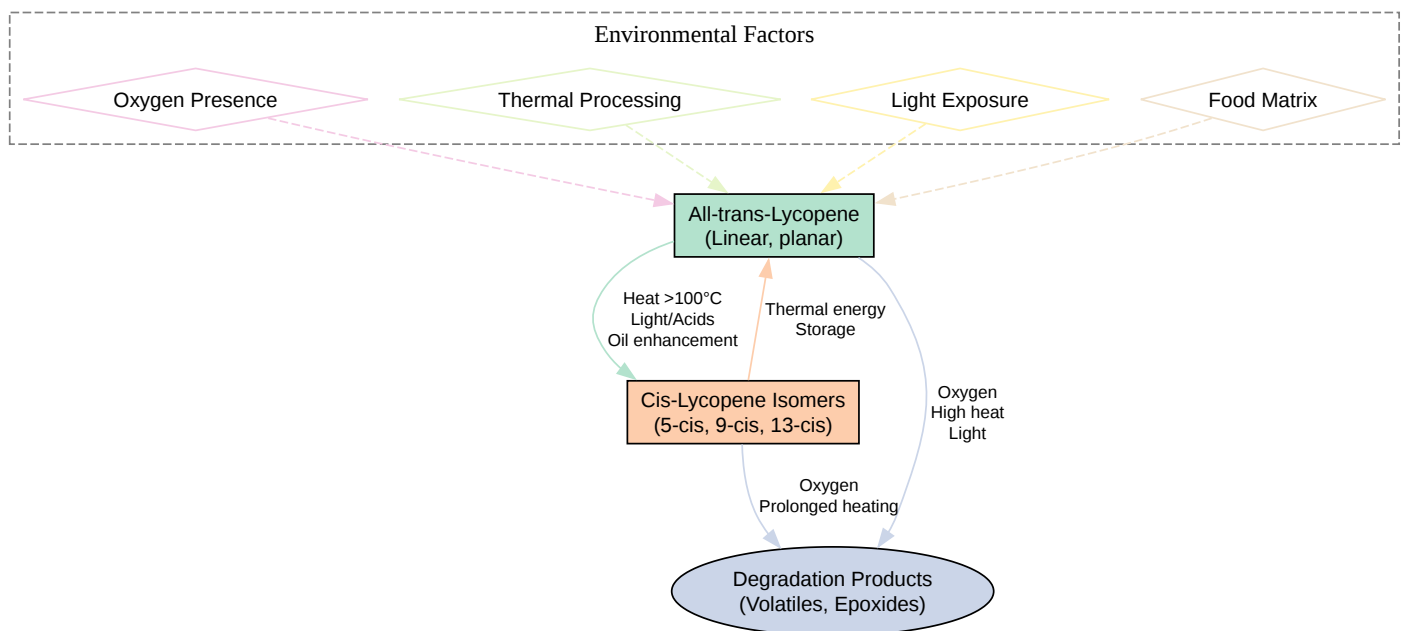 Environmental Factors
Oxygen Presence
Thermal Processing
Light Exposure
Food Matrix
All-trans-Lycopene
(Linear, planar)
Heat >100°C
Light/Acids
Oil enhancement
Thermal energy
Storage
Cis-Lycopene Isomers
(5-cis, 9-cis, 13-cis)
Oxygen
High heat
Light
Oxygen
Prolonged heating
Degradation Products
(Volatiles, Epoxides)